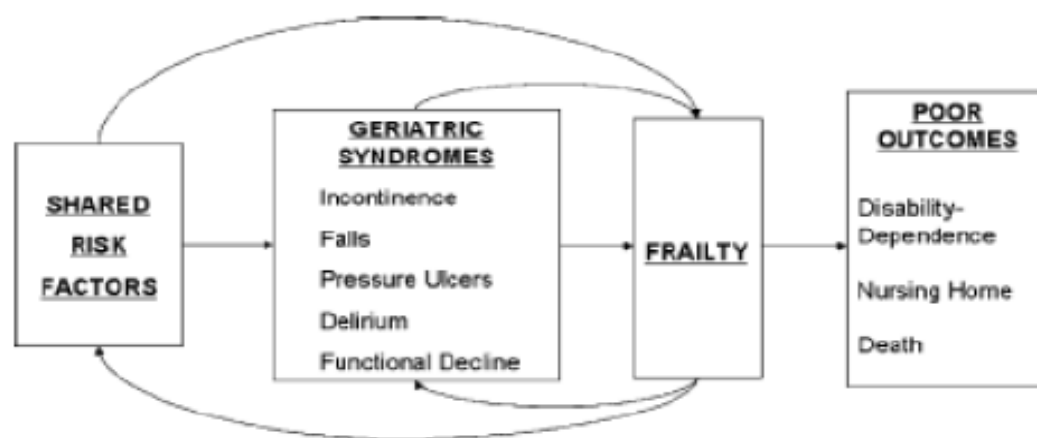 SHARED
RISK
FACTORS
GERIATRIC
SYNDROMES
Incontinence
Falls
Pressure Ulcers
Delirium
Functional Decline
FRAILTY
POOR
OUTCOMES
Disability-
Dependence
Nursing Home
Death